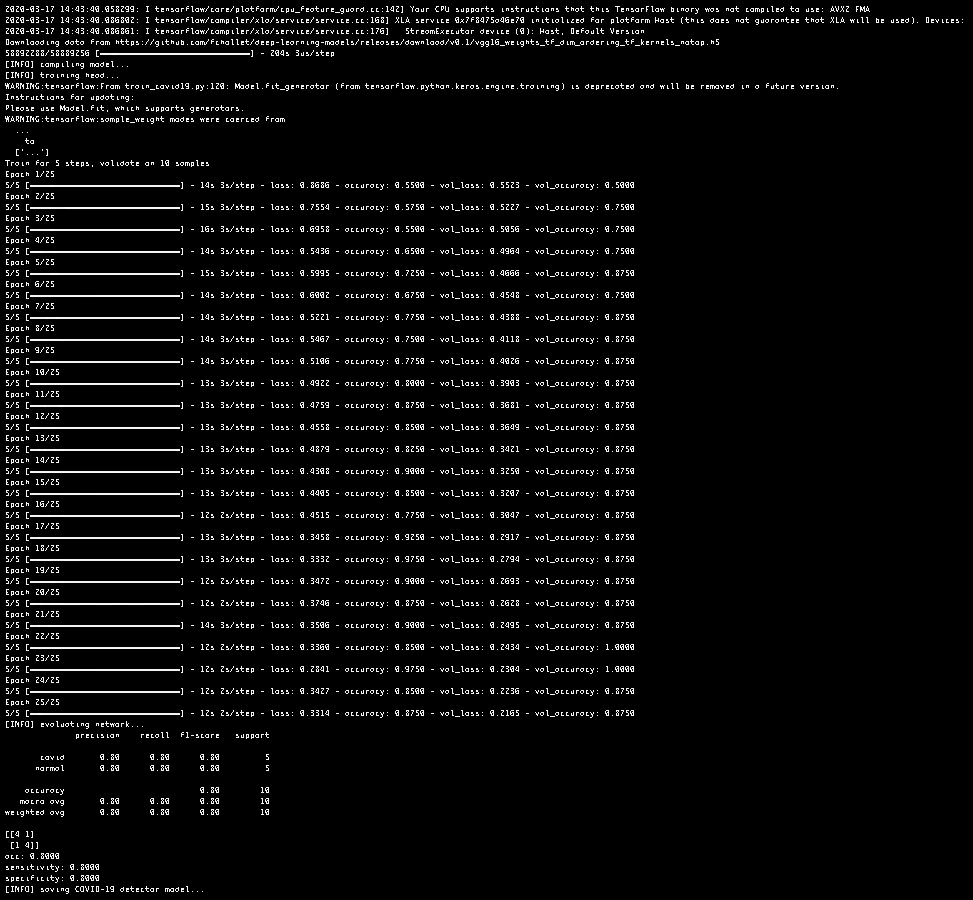 2020-03-17 14:43:40.058299: I tensorflow/core/platform/cpu_feature_guard.cc:142] Your CPU supports instructions that this TensorFlow binary was not compiled to use: AVX2 FMA
2020-03-17 14:43:40.086802: I tensorflow/compiler/xla/service/service.cc:168] XLA service 0x7f8475o46e70 initialized for platform Host (this does not guarantee that XLA will be used). Devices:
2020-03-17 14:43:40.086861: I tensorflow/compiler/xla/service/service.cc:176]   StreamExecutor device (0): Host, Default Version
Downloading data from https://github.com/fchollet/deep-learning-models/releases/download/v0.1/vgg16_weights_tf_dim_ordering_tf_kernels_notop.h5
58892288/58889256 [==============================] - 204s 3us/step
[INFO] compiling model...
[INFO] training head...
WARNING:tensorflow:From train_covid19.py:120: Model.fit_generator (from tensorflow.python.keras.engine.training) is deprecated and will be removed in a future version.
Instructions for updating:
Please use Model.fit, which supports generators.
WARNING:tensorflow:sample_weight modes were coerced from
  ...
    to
  ['...']
Train for 5 steps, validate on 10 samples
Epoch 1/25
5/5 [==============================] - 14s 3s/step - loss: 0.8686 - accuracy: 0.5500 - val_loss: 0.5523 - val_accuracy: 0.5000
Epoch 2/25
5/5 [==============================] - 15s 3s/step - loss: 0.7554 - accuracy: 0.5750 - val_loss: 0.5227 - val_accuracy: 0.7500
Epoch 3/25
5/5 [==============================] - 16s 3s/step - loss: 0.6958 - accuracy: 0.5500 - val_loss: 0.5056 - val_accuracy: 0.7500
Epoch 4/25
5/5 [==============================] - 14s 3s/step - loss: 0.5436 - accuracy: 0.6500 - val_loss: 0.4964 - val_accuracy: 0.7500
Epoch 5/25
5/5 [==============================] - 15s 3s/step - loss: 0.5995 - accuracy: 0.7250 - val_loss: 0.4666 - val_accuracy: 0.8750
Epoch 6/25
5/5 [==============================] - 14s 3s/step - loss: 0.6002 - accuracy: 0.6750 - val_loss: 0.4548 - val_accuracy: 0.7500
Epoch 7/25
5/5 [==============================] - 14s 3s/step - loss: 0.5221 - accuracy: 0.7750 - val_loss: 0.4388 - val_accuracy: 0.8750
Epoch 8/25
5/5 [==============================] - 14s 3s/step - loss: 0.5467 - accuracy: 0.7500 - val_loss: 0.4118 - val_accuracy: 0.8750
Epoch 9/25
5/5 [==============================] - 14s 3s/step - loss: 0.5106 - accuracy: 0.7750 - val_loss: 0.4026 - val_accuracy: 0.8750
Epoch 10/25
5/5 [==============================] - 13s 3s/step - loss: 0.4922 - accuracy: 0.8000 - val_loss: 0.3903 - val_accuracy: 0.8750
Epoch 11/25
5/5 [==============================] - 13s 3s/step - loss: 0.4759 - accuracy: 0.8750 - val_loss: 0.3681 - val_accuracy: 0.8750
Epoch 12/25
5/5 [==============================] - 13s 3s/step - loss: 0.4558 - accuracy: 0.8500 - val_loss: 0.3649 - val_accuracy: 0.8750
Epoch 13/25
5/5 [==============================] - 13s 3s/step - loss: 0.4879 - accuracy: 0.8250 - val_loss: 0.3421 - val_accuracy: 0.8750
Epoch 14/25
5/5 [==============================] - 13s 3s/step - loss: 0.4308 - accuracy: 0.9000 - val_loss: 0.3250 - val_accuracy: 0.8750
Epoch 15/25
5/5 [==============================] - 13s 3s/step - loss: 0.4405 - accuracy: 0.8500 - val_loss: 0.3207 - val_accuracy: 0.8750
Epoch 16/25
5/5 [==============================] - 12s 2s/step - loss: 0.4515 - accuracy: 0.7750 - val_loss: 0.3047 - val_accuracy: 0.8750
Epoch 17/25
5/5 [==============================] - 13s 3s/step - loss: 0.3458 - accuracy: 0.9250 - val_loss: 0.2917 - val_accuracy: 0.8750
Epoch 18/25
5/5 [==============================] - 13s 3s/step - loss: 0.3332 - accuracy: 0.9750 - val_loss: 0.2794 - val_accuracy: 0.8750
Epoch 19/25
5/5 [==============================] - 12s 2s/step - loss: 0.3472 - accuracy: 0.9000 - val_loss: 0.2693 - val_accuracy: 0.8750
Epoch 20/25
5/5 [==============================] - 12s 2s/step - loss: 0.3746 - accuracy: 0.8750 - val_loss: 0.2628 - val_accuracy: 0.8750
Epoch 21/25
5/5 [==============================] - 14s 3s/step - loss: 0.3506 - accuracy: 0.9000 - val_loss: 0.2495 - val_accuracy: 0.8750
Epoch 22/25
5/5 [==============================] - 12s 2s/step - loss: 0.3360 - accuracy: 0.8500 - val_loss: 0.2434 - val_accuracy: 1.0000
Epoch 23/25
5/5 [==============================] - 12s 2s/step - loss: 0.2841 - accuracy: 0.9750 - val_loss: 0.2304 - val_accuracy: 1.0000
Epoch 24/25
5/5 [==============================] - 12s 2s/step - loss: 0.3427 - accuracy: 0.8500 - val_loss: 0.2236 - val_accuracy: 0.8750
Epoch 25/25
5/5 [==============================] - 12s 2s/step - loss: 0.3314 - accuracy: 0.8750 - val_loss: 0.2165 - val_accuracy: 0.8750
[INFO] evaluating network...
              precision    recall  f1-score   support
       covid       0.80      0.80      0.80         5
      normal       0.80      0.80      0.80         5
    accuracy                           0.80        10
   macro avg       0.80      0.80      0.80        10
weighted avg       0.80      0.80      0.80        10
[[4 1]
 [1 4]]
acc: 0.8000
sensitivity: 0.8000
specificity: 0.8000
[INFO] saving COVID-19 detector model...